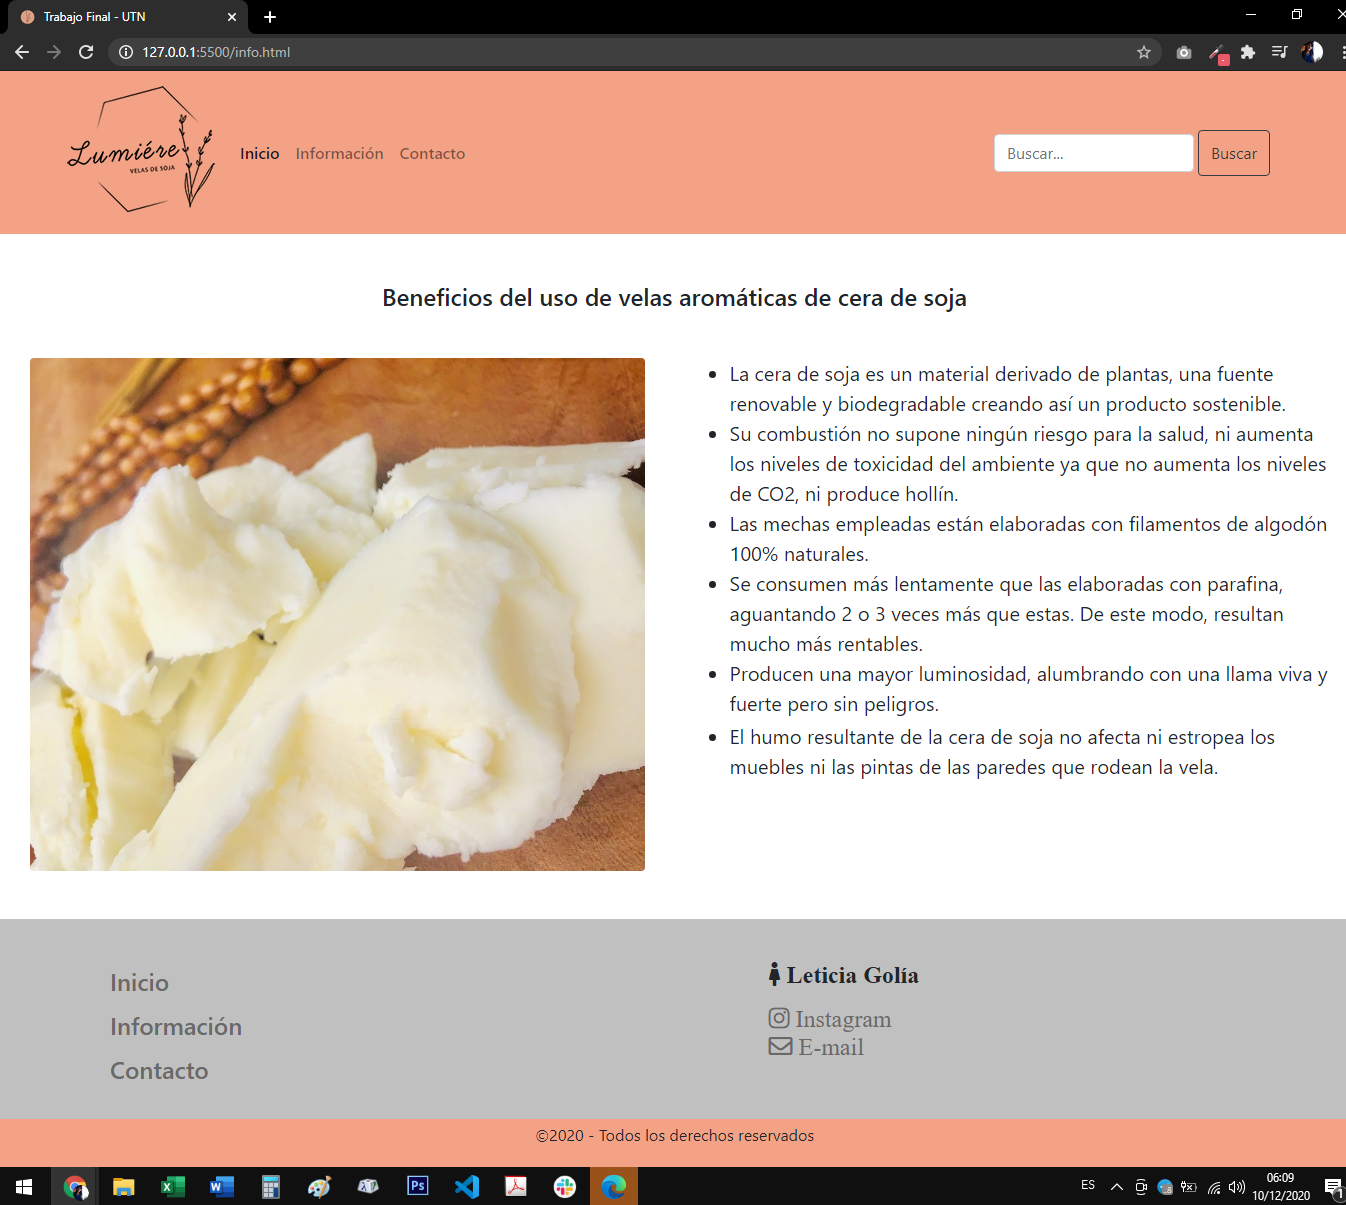 Trabajo Final - UTN
127.0.0.1:5500/info.html
Lumiére
VELAS DE SOJA
Inicio Información Contacto
Buscar... Buscar
Beneficios del uso de velas aromáticas de cera de soja
La cera de soja es un material derivado de plantas, una fuente
renovable y biodegradable creando así un producto sostenible.
Su combustión no supone ningún riesgo para la salud, ni aumenta
los niveles de toxicidad del ambiente ya que no aumenta los niveles
de CO2, ni produce hollín.
Las mechas empleadas están elaboradas con filamentos de algodón
100% naturales.
Se consumen más lentamente que las elaboradas con parafina,
aguantando 2 o 3 veces más que estas. De este modo, resultan
mucho más rentables.
Producen una mayor luminosidad, alumbrando con una llama viva y
fuerte pero sin peligros.
El humo resultante de la cera de soja no afecta ni estropea los
muebles ni las pintas de las paredes que rodean la vela.
Inicio
Información
Contacto
Leticia Golía
Instagram
E-mail
©2020 - Todos los derechos reservados
ES
06:09
10/12/2020
1